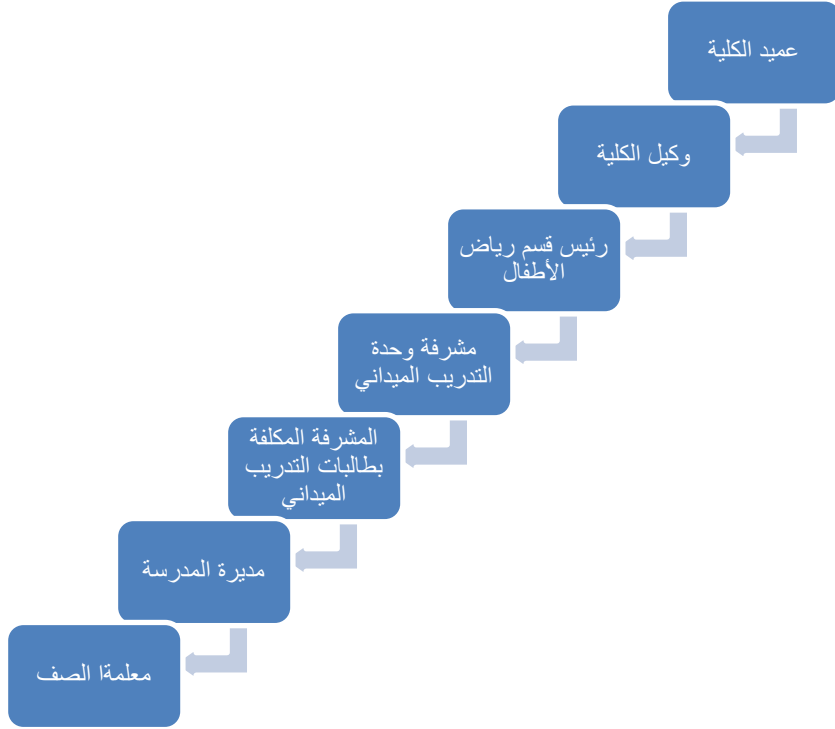 عميد الكلية
وكيل الكلية
رئيس قسم رياض
الأطفال
مشرفة وحدة
التدريب الميداني
المشرفة المكلفة
بطالبات التدريب
الميداني
مديرة المدرسة
معلمةا الصف